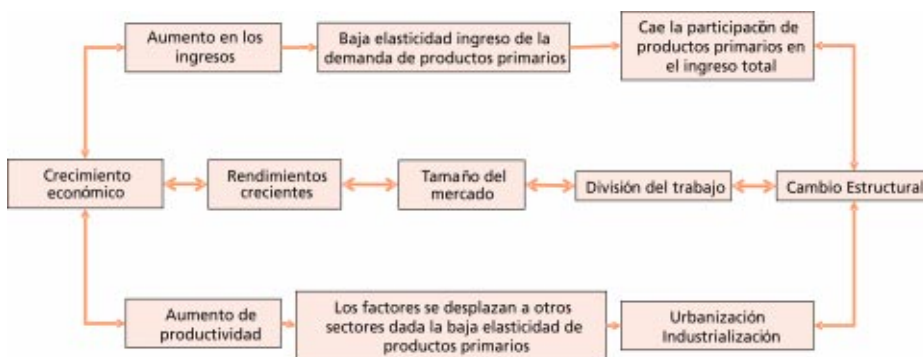 Aumento en los
ingresos
Baja elasticidad ingreso de la
demanda de productos primarios
Cae la participación de
productos primarios en
el ingreso total
Crecimiento
económico
Rendimientos
crecientes
Tamaño del
mercado
División del trabajo
Cambio Estructural
Aumento de
productividad
Los factores se desplazan a otros
sectores dada la baja elasticidad de
productos primarios
Urbanización
Industrialización